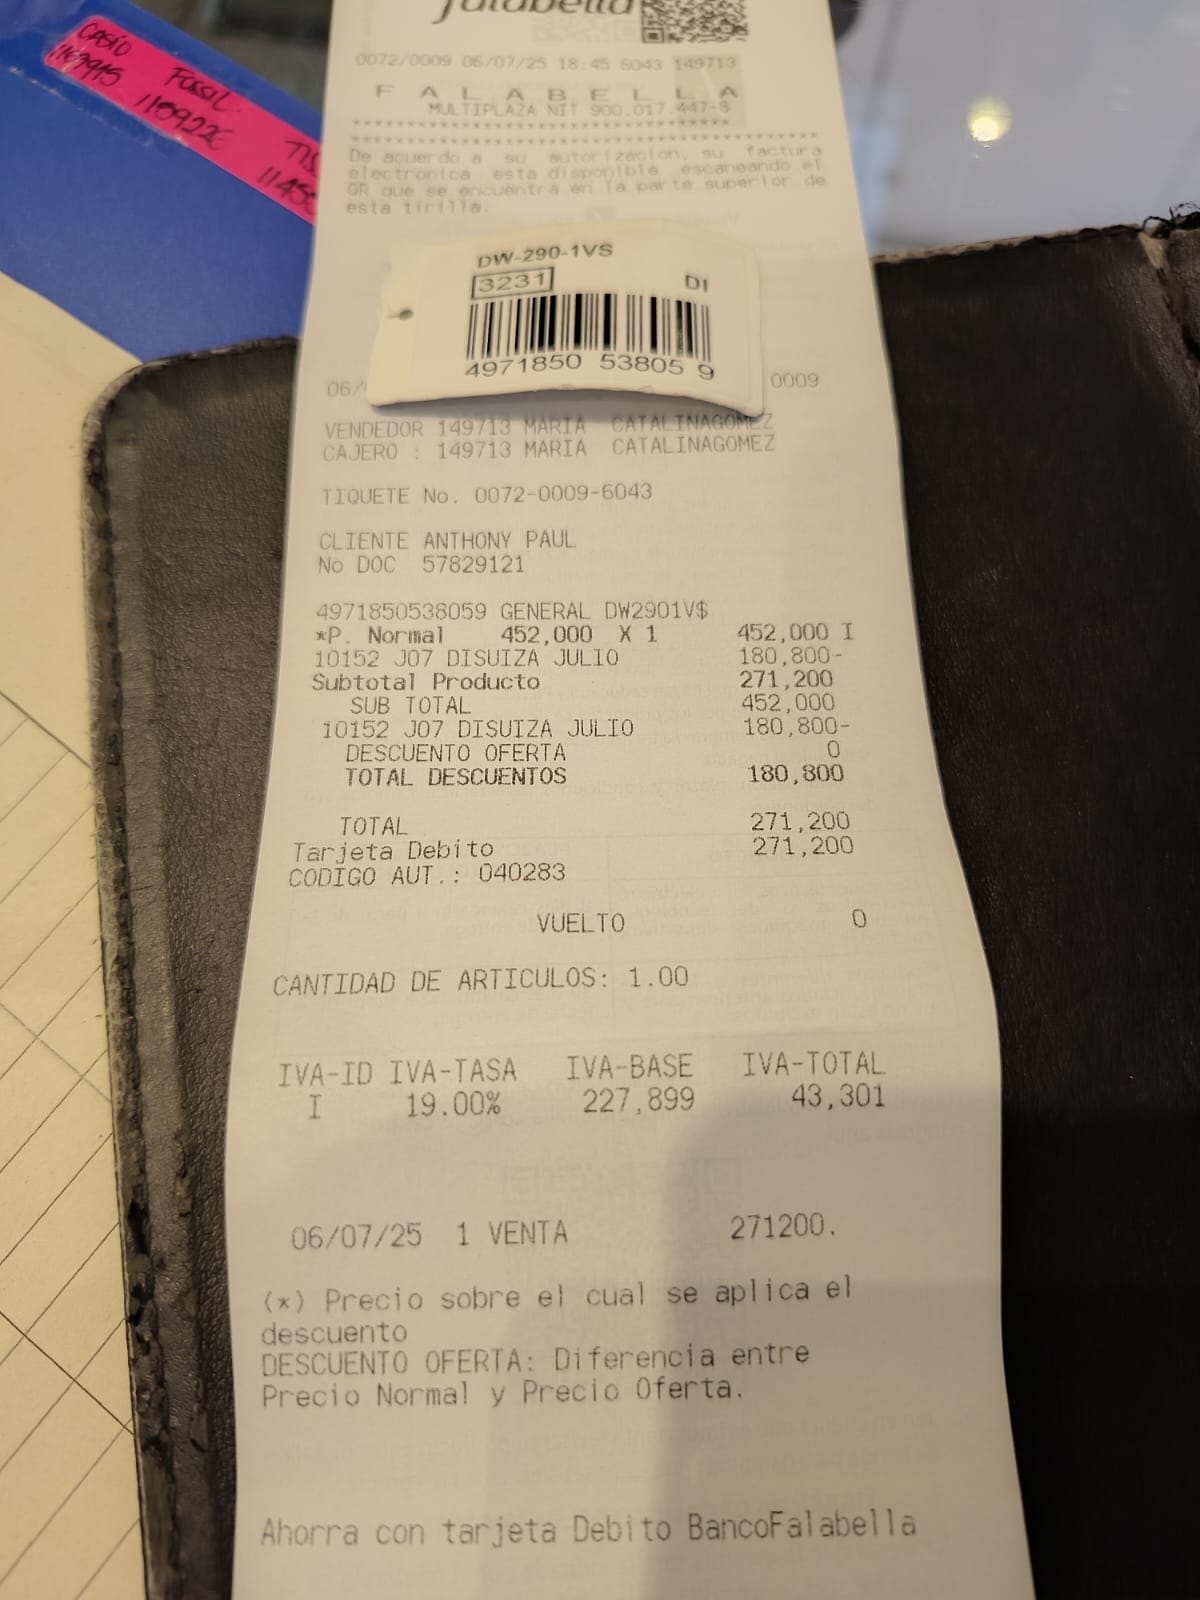 falabella
0072/0009 06/07/25 18:45 6043 149713
F A L A B E L L A
MULTIPLAZA NIT 900.017.447-8
****************************************
****************************************
De acuerdo a su autorizacion, su factura
electronica esta disponible escaneando el
QR que se encuentra en la parte superior de
esta tirilla.
CASIO
1169915
FOSSIL
1109226
DW-290-1VS
3231 DI
4971850 53805 9
06/ 0009
VENDEDOR 149713 MARIA CATALINAGOMEZ
CAJERO : 149713 MARIA CATALINAGOMEZ
TIQUETE No. 0072-0009-6043
CLIENTE ANTHONY PAUL
No DOC 57829121
4971850538059 GENERAL DW2901V$
*P. Normal 452,000 X 1 452,000 I
10152 J07 DISUIZA JULIO 180,800-
Subtotal Producto 271,200
SUB TOTAL 452,000
10152 J07 DISUIZA JULIO 180,800-
DESCUENTO OFERTA 0
TOTAL DESCUENTOS 180,800
TOTAL 271,200
Tarjeta Debito 271,200
CODIGO AUT.: 040283
VUELTO 0
CANTIDAD DE ARTICULOS: 1.00
IVA-ID IVA-TASA IVA-BASE IVA-TOTAL
I 19.00% 227,899 43,301
06/07/25 1 VENTA 271200.
(*) Precio sobre el cual se aplica el
descuento
DESCUENTO OFERTA: Diferencia entre
Precio Normal y Precio Oferta.
Ahorra con tarjeta Debito BancoFalabella